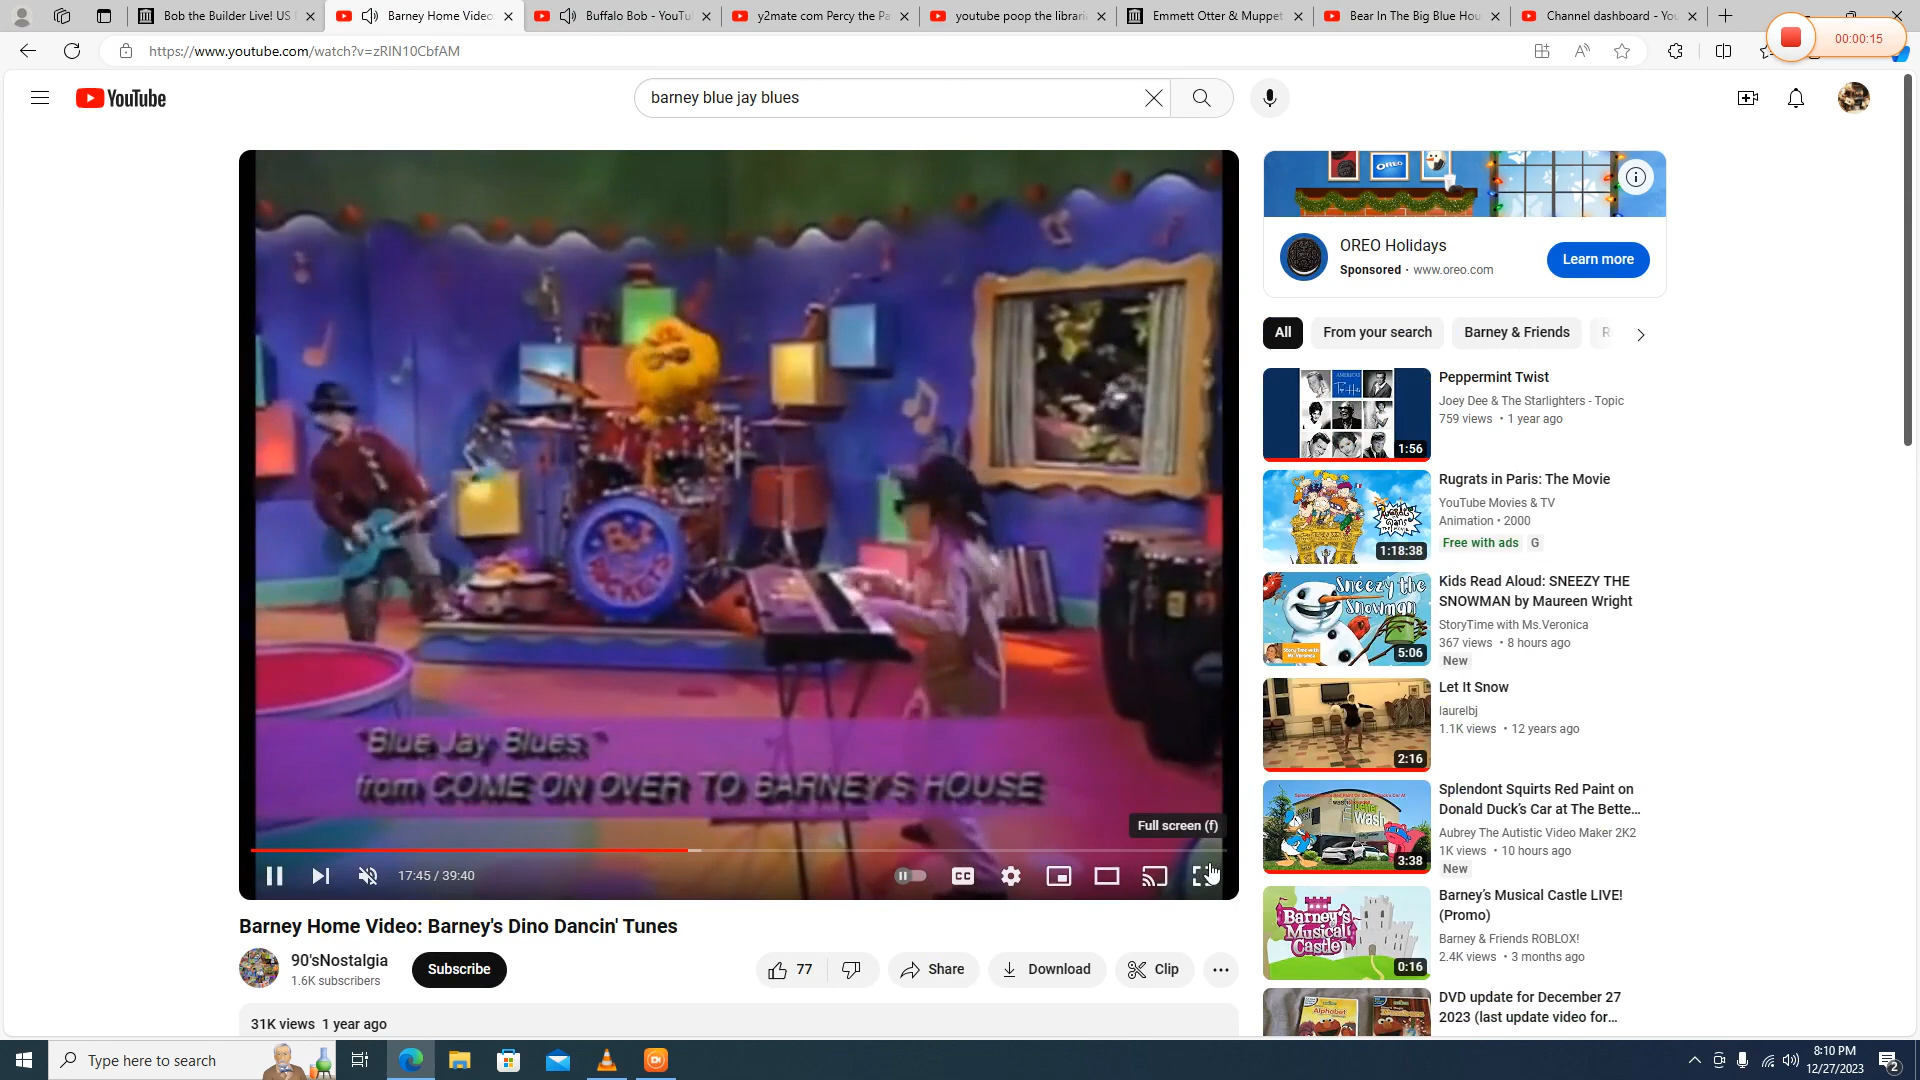 Bob the Builder Live! US
Barney Home Video
Buffalo Bob - YouTu
y2mate com Percy the Pa
youtube poop the librari
Emmett Otter & Muppet
Bear In The Big Blue Hou
Channel dashboard - You
00:00:15
https://www.youtube.com/watch?v=zRIN10CbfAM
YouTube
barney blue jay blues
OREO
OREO Holidays
Sponsored · www.oreo.com
Learn more
All
From your search
Barney & Friends
Peppermint Twist
Joey Dee & The Starlighters - Topic
759 views • 1 year ago
1:56
Rugrats in Paris: The Movie
YouTube Movies & TV
Animation • 2000
Free with ads G
1:18:38
Kids Read Aloud: SNEEZY THE
SNOWMAN by Maureen Wright
StoryTime with Ms.Veronica
367 views • 8 hours ago
New
Sneezy the
Snowman
5:06
Let It Snow
laurelbj
1.1K views • 12 years ago
2:16
Splendont Squirts Red Paint on
Donald Duck's Car at The Bette...
Aubrey The Autistic Video Maker 2K2
1K views • 10 hours ago
New
3:38
Barney's Musical Castle LIVE!
(Promo)
Barney & Friends ROBLOX!
2.4K views • 3 months ago
Barney's
Musical
Castle
0:16
DVD update for December 27
2023 (last update video for...
"Blue Jay Blues"
from COME ON OVER TO BARNEY'S HOUSE
Full screen (f)
17:45 / 39:40
CC
Barney Home Video: Barney's Dino Dancin' Tunes
90'sNostalgia
1.6K subscribers
Subscribe
77
Share
Download
Clip
31K views 1 year ago
Type here to search
8:10 PM
12/27/2023
2